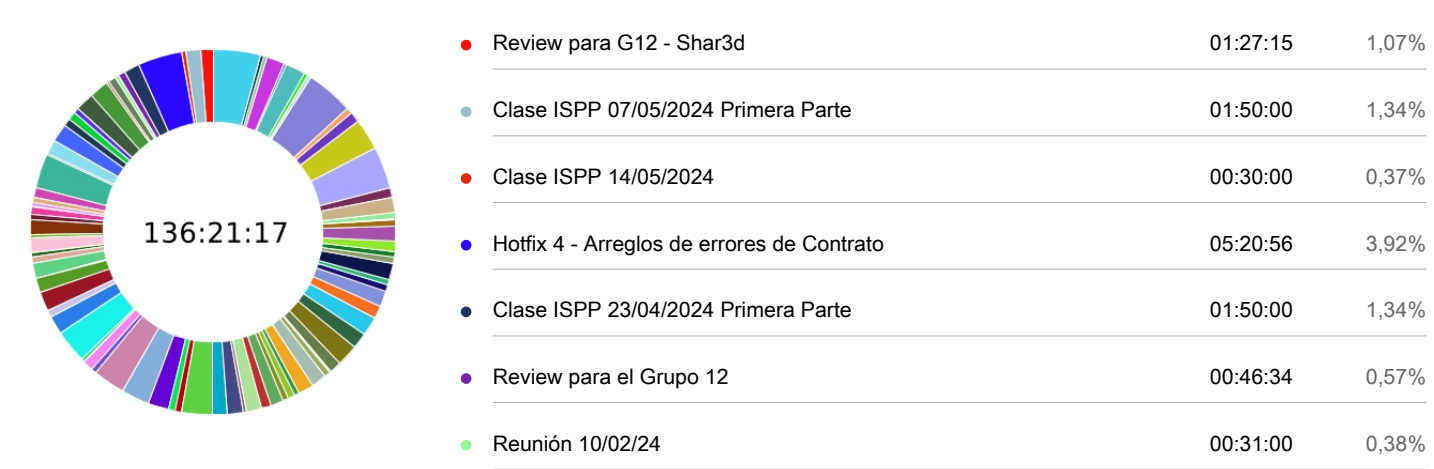 136:21:17
Review para G12 - Shar3d 01:27:15 1,07%
Clase ISPP 07/05/2024 Primera Parte 01:50:00 1,34%
Clase ISPP 14/05/2024 00:30:00 0,37%
Hotfix 4 - Arreglos de errores de Contrato 05:20:56 3,92%
Clase ISPP 23/04/2024 Primera Parte 01:50:00 1,34%
Review para el Grupo 12 00:46:34 0,57%
Reunión 10/02/24 00:31:00 0,38%